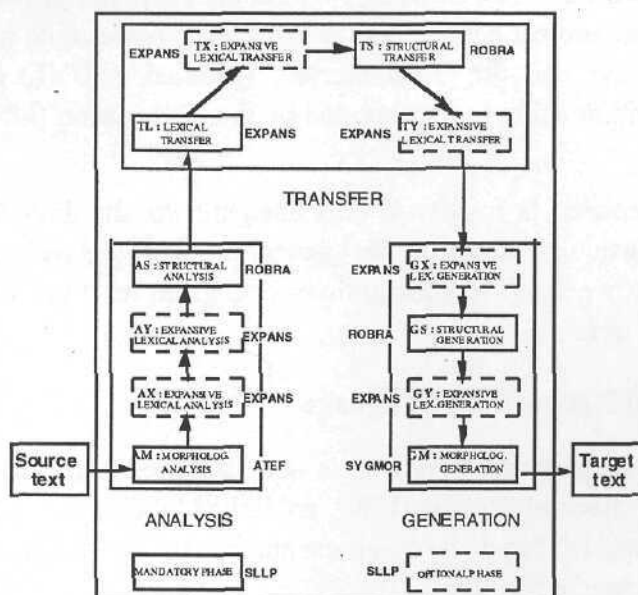 EXPANS
TX : EXPANSIVE
LEXICAL TRANSFER
TS : STRUCTURAL
TRANSFER
ROBRA
TL : LEXICAL
TRANSFER
EXPANS
EXPANS
TY : EXPANSIVE
LEXICAL TRANSFER
TRANSFER
AS : STRUCTURAL
ANALYSIS
ROBRA
EXPANS
GX : EXPANSIVE
LEX. GENERATION
AY : EXPANSIVE
LEXICAL ANALYSIS
EXPANS
ROBRA
GS : STRUCTURAL
GENERATION
AX : EXPANSIVE
LEXICAL ANALYSIS
EXPANS
EXPANS
GY : EXPANSIVE
LEX. GENERATION
Source
text
AM : MORPHOLOG.
ANALYSIS
ATEF
SYGMOR
GM : MORPHOLOG.
GENERATION
Target
text
ANALYSIS
GENERATION
MANDATORY PHASE
SLLP
SLLP
OPTIONAL PHASE